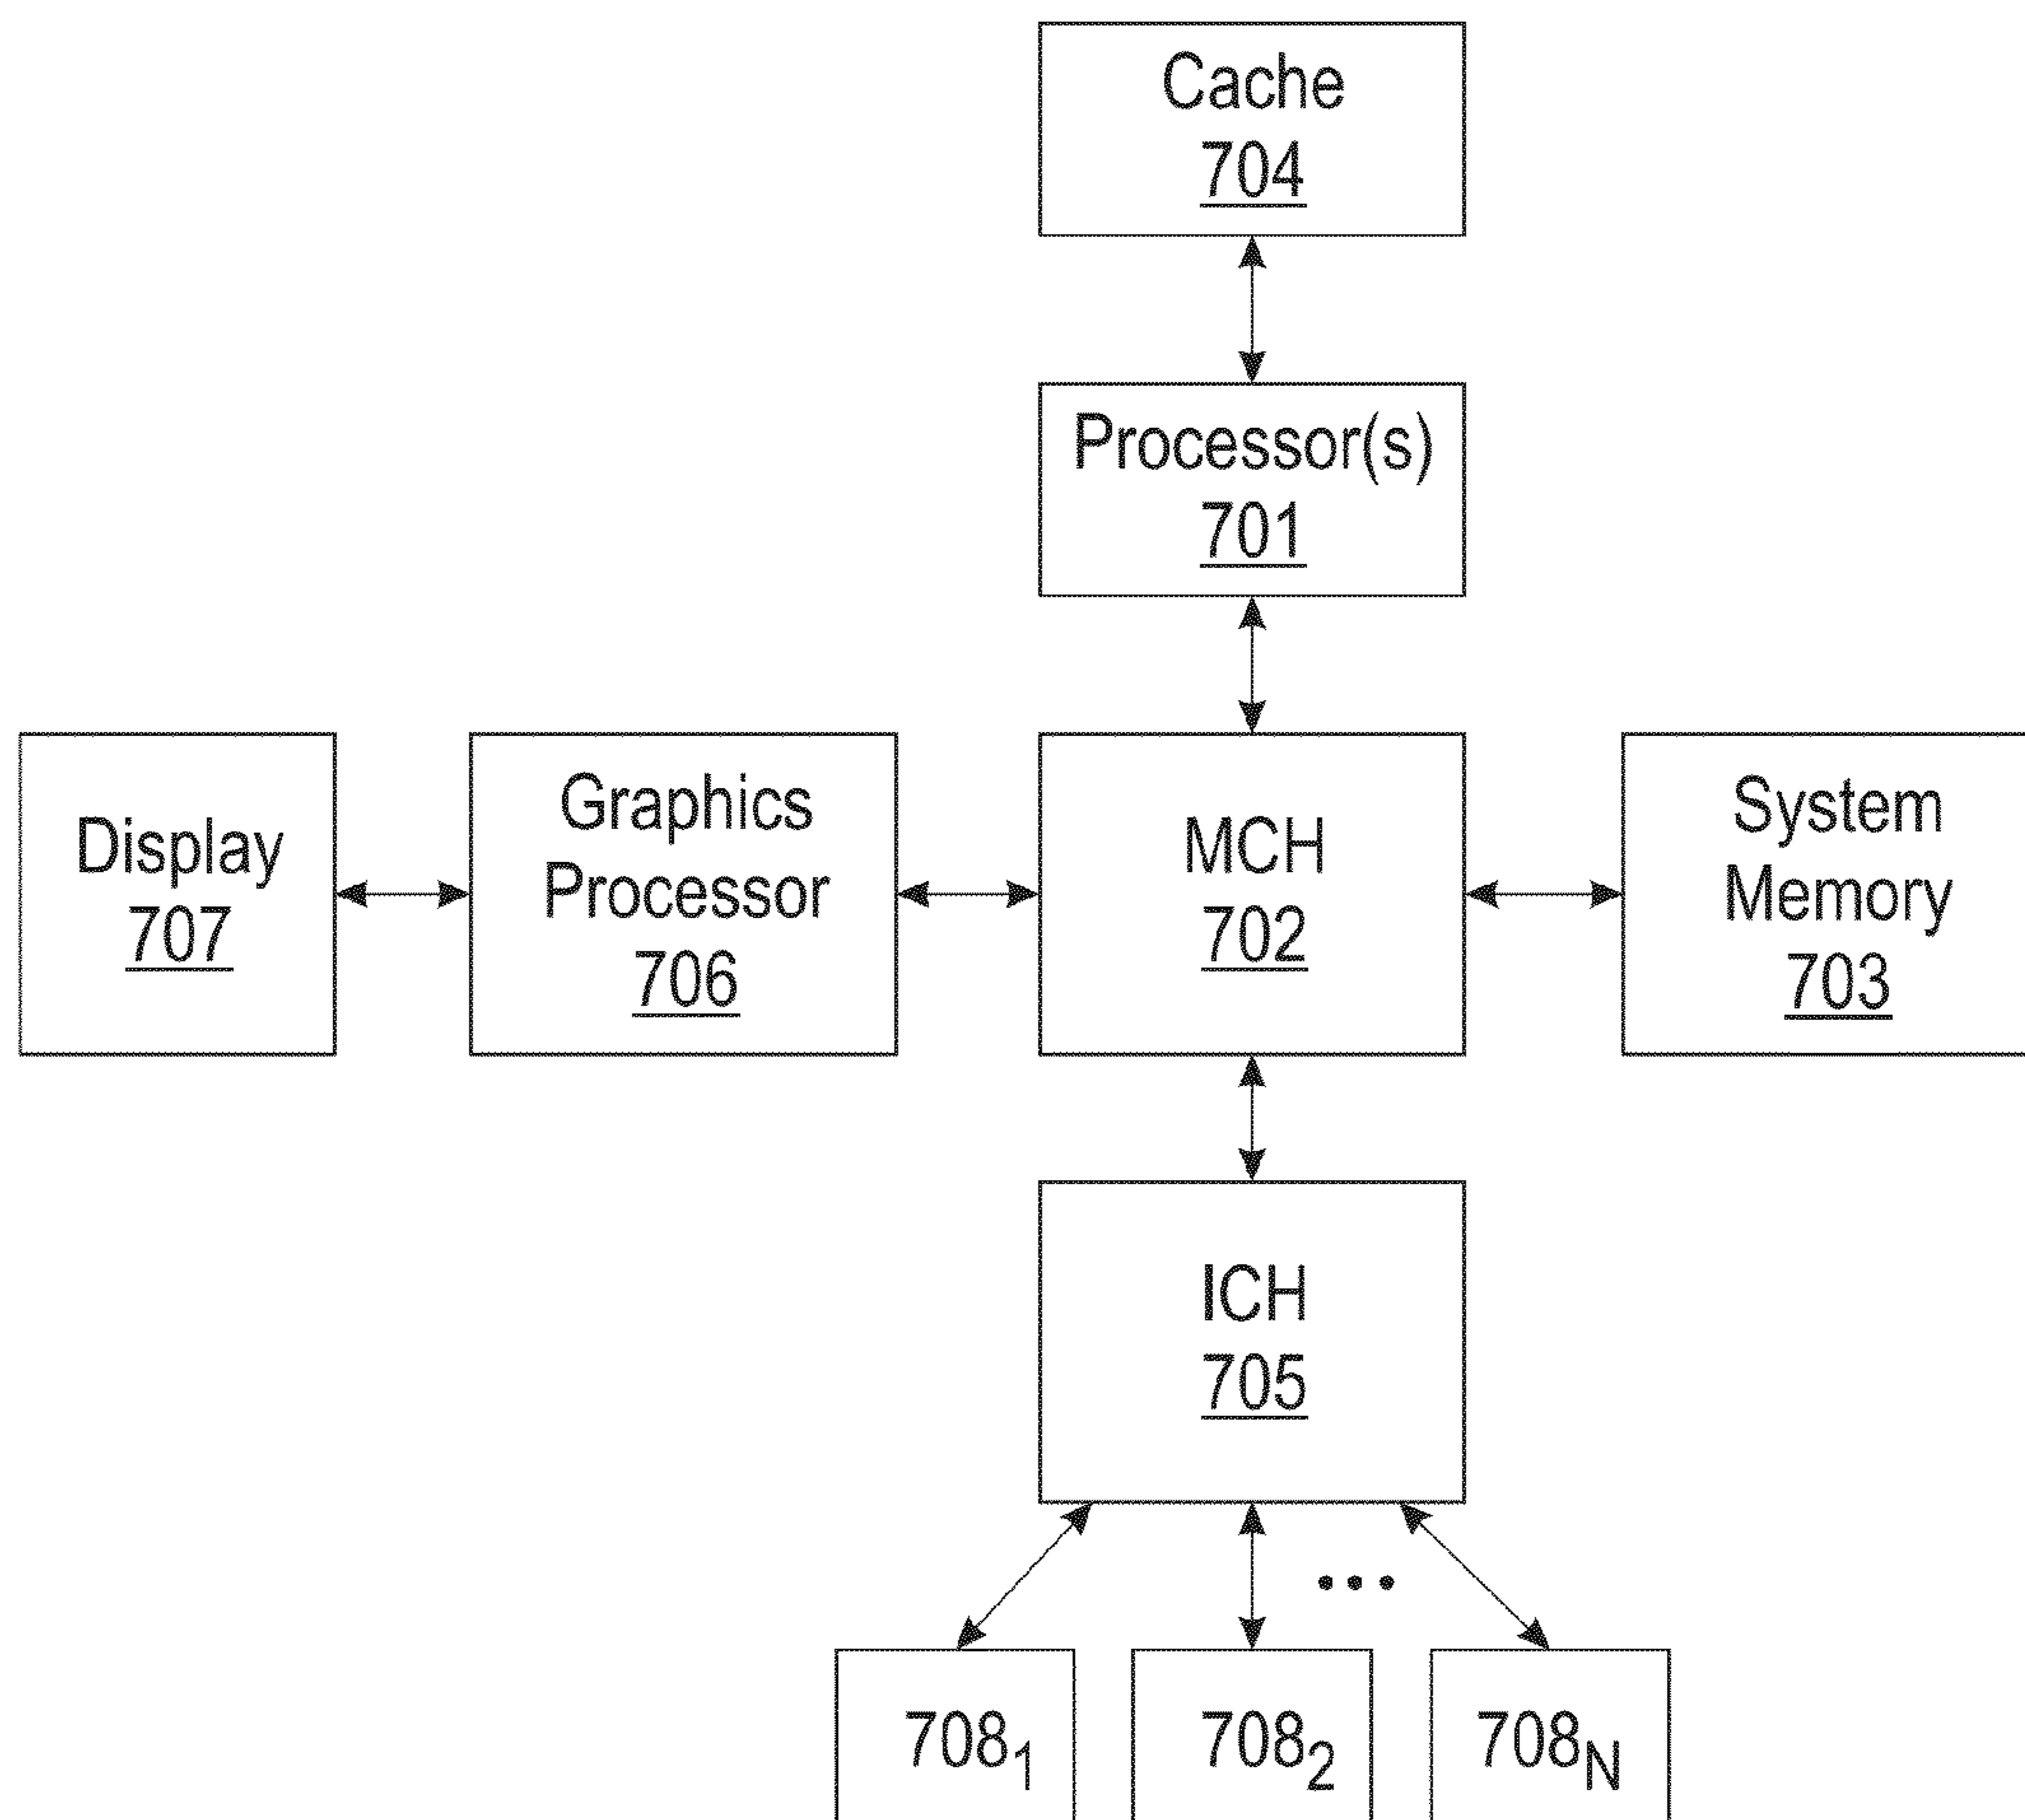 Cache
704
Processor(s)
701
Display
707
Graphics
Processor
706
MCH
702
System
Memory
703
ICH
705
...
708₁
708₂
708N